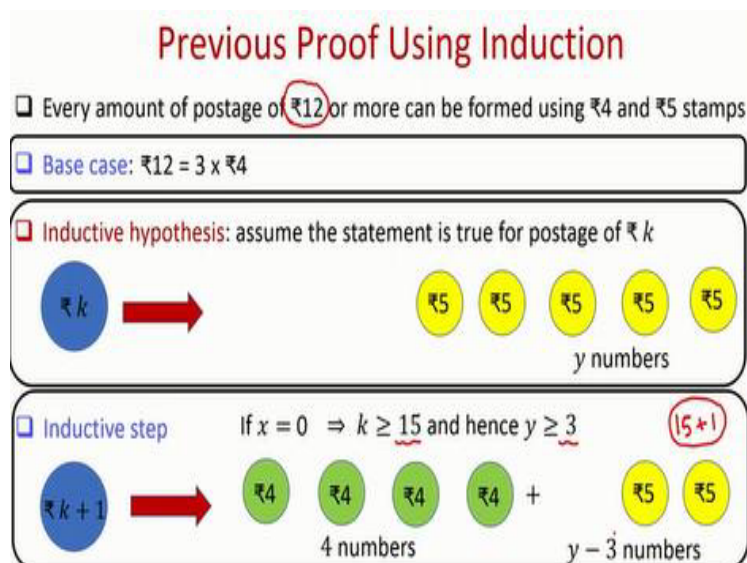 Previous Proof Using Induction
Every amount of postage of ₹12 or more can be formed using ₹4 and ₹5 stamps
Base case: ₹12 = 3 x ₹4
Inductive hypothesis: assume the statement is true for postage of ₹ k
₹ k ₹5 ₹5 ₹5 ₹5 ₹5
y numbers
Inductive step If x = 0 ⇒ k ≥ 15 and hence y ≥ 3 15+1
₹ k + 1 ₹4 ₹4 ₹4 ₹4 + ₹5 ₹5
4 numbers y − 3 numbers